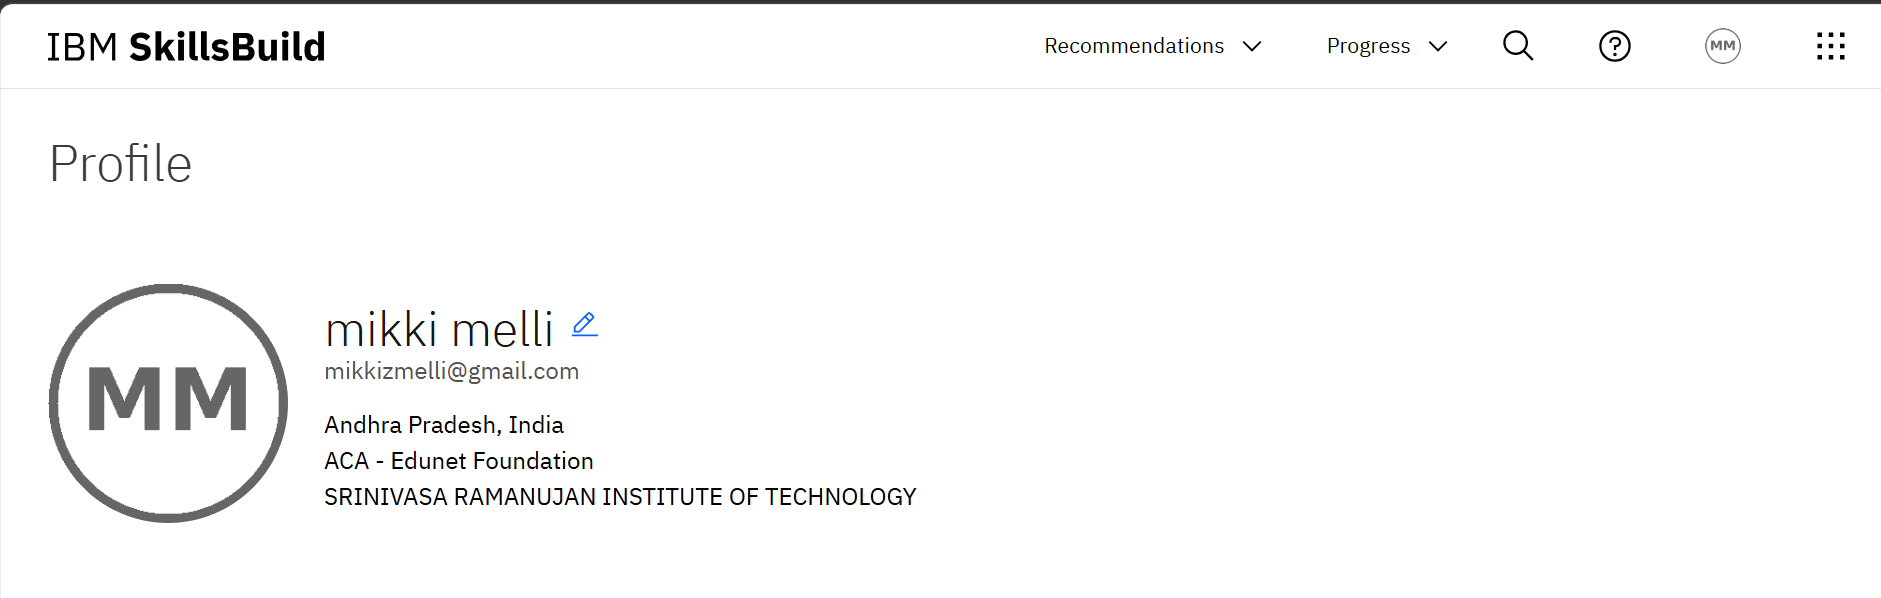 IBM SkillsBuild Recommendations Progress MM
Profile
MM
mikki melli
mikkizmelli@gmail.com
Andhra Pradesh, India
ACA - Edunet Foundation
SRINIVASA RAMANUJAN INSTITUTE OF TECHNOLOGY